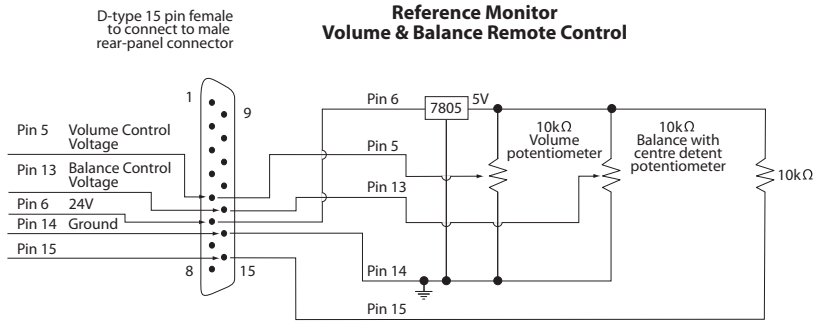 D-type 15 pin female
to connect to male
rear-panel connector
Reference Monitor
Volume & Balance Remote Control
1
9
8
15
Pin 5 Volume Control
Voltage
Pin 13 Balance Control
Voltage
Pin 6 24V
Pin 14 Ground
Pin 15
Pin 6
7805
5V
Pin 5
Pin 13
Pin 14
Pin 15
10kΩ
Volume
potentiometer
10kΩ
Balance with
centre detent
potentiometer
10kΩ